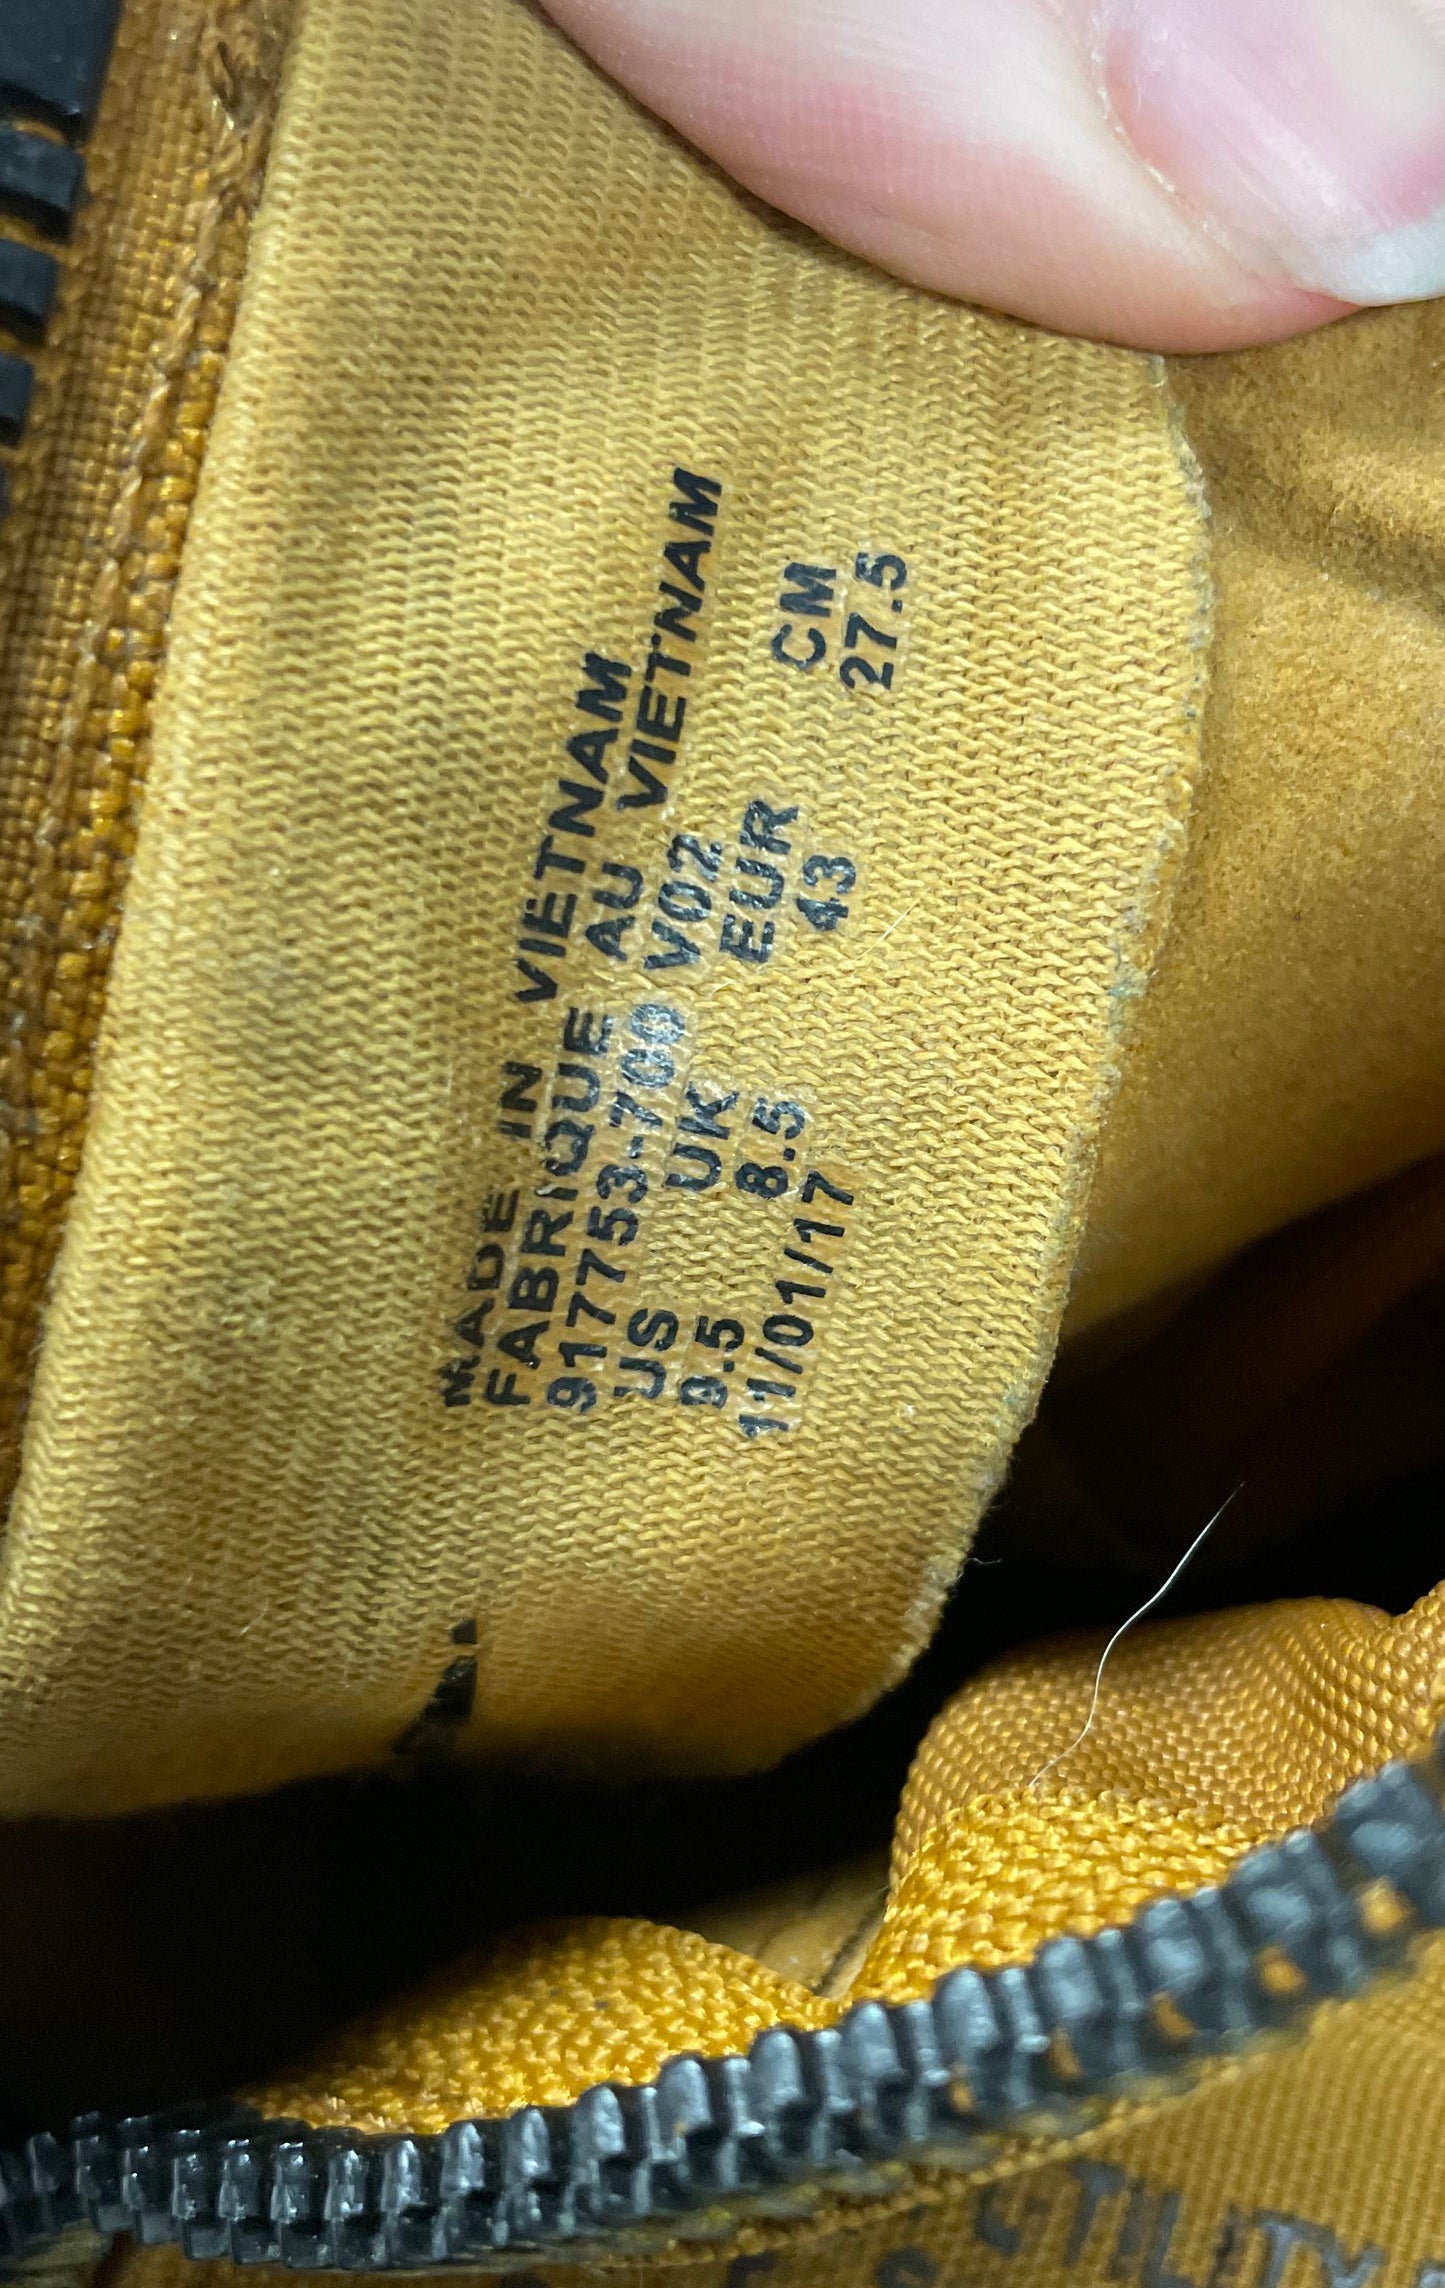 MADE IN VIETNAM
FABRIQUE AU VIETNAM
917753-700 V02
US UK EUR CM
9.5 8.5 43 27.5
11/01/17
UTILITY